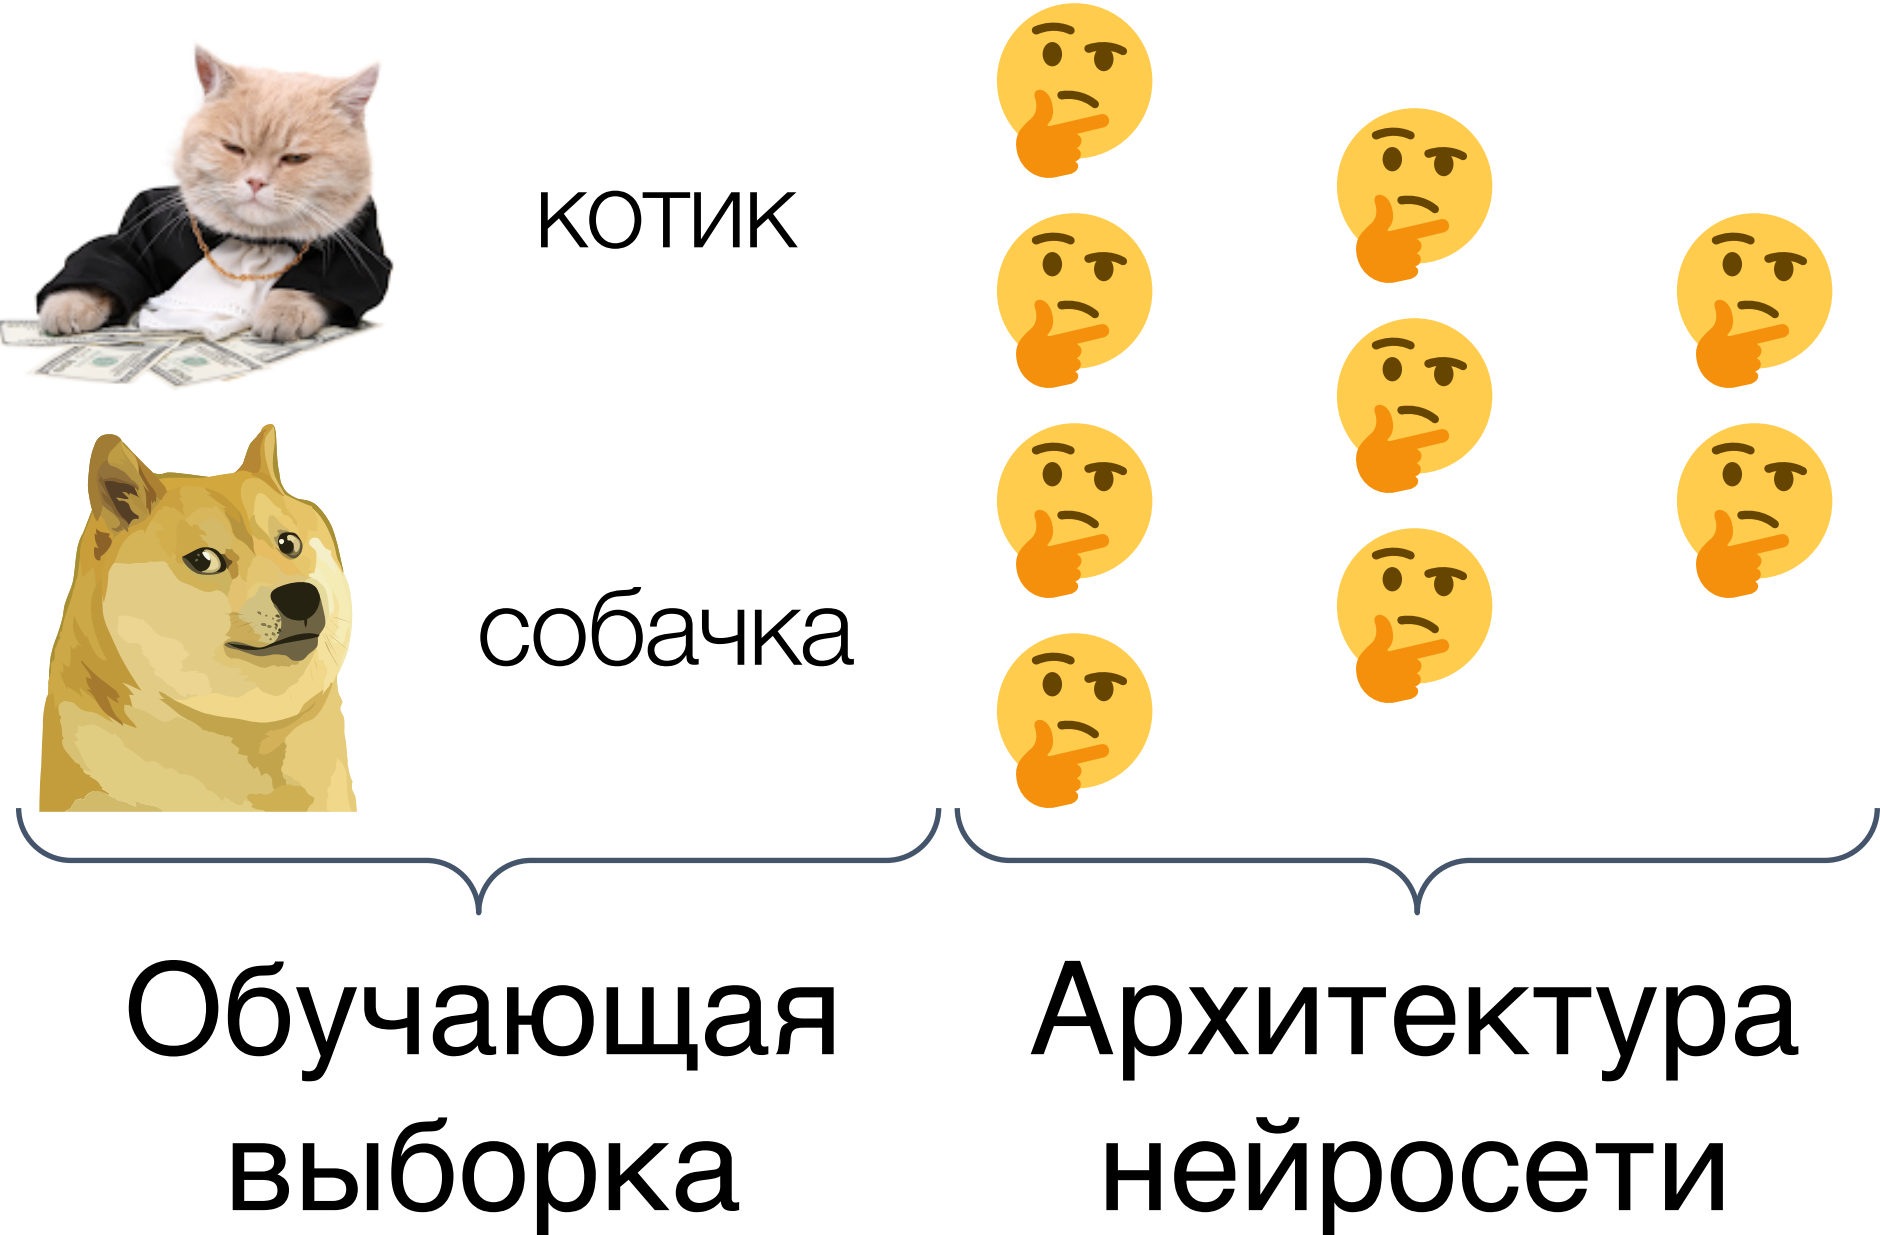 котик
собачка
Обучающая
выборка
Архитектура
нейросети